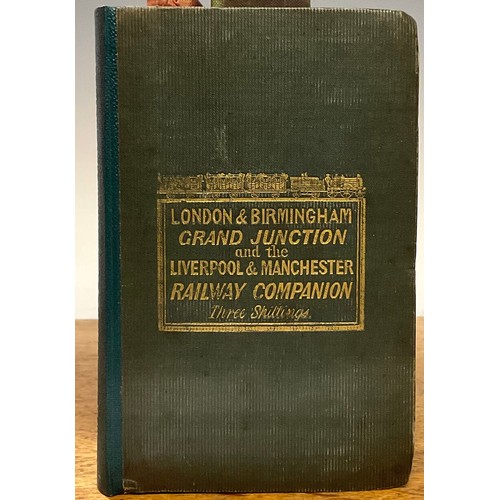 LONDON & BIRMINGHAM
GRAND JUNCTION
and the
LIVERPOOL & MANCHESTER
RAILWAY COMPANION
Three Shillings.